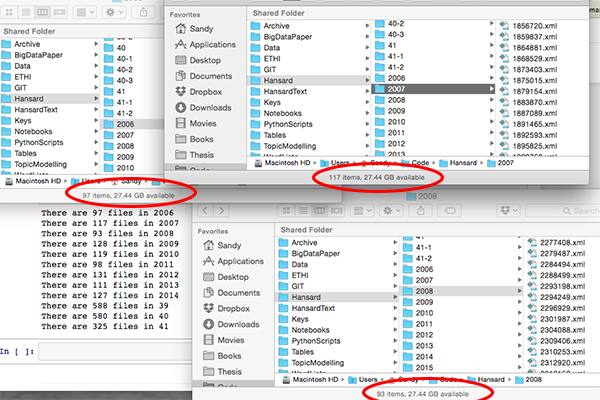 2008
Shared Folder
Archive
BigDataPaper
Data
ETHI
GIT
Hansard
HansardText
Keys
Notebooks
PythonScripts
Tables
TopicModelling
40
40-1
40-2
40-3
41
41-1
41-2
2006
2007
2008
2009
2010
Macintosh HD Users Sandy
97 items, 27.44 GB available
Favorites
Sandy
Applications
Desktop
Documents
Dropbox
Downloads
Movies
Books
Thesis
Shared Folder
Archive
BigDataPaper
Data
ETHI
GIT
Hansard
HansardText
Keys
Notebooks
PythonScripts
Tables
TopicModelling
40-2
40-3
41
41-1
41-2
2006
2007
2008
2009
2010
2011
2012
2013
1856720.xml
1859837.xml
1864881.xml
1868529.xml
1873403.xml
1875015.xml
1879154.xml
1883870.xml
1887089.xml
1891465.xml
1892593.xml
1895825.xml
Macintosh HD Users Sandy Code Hansard 2007
117 items, 27.44 GB available
There are 97 files in 2006
There are 117 files in 2007
There are 93 files in 2008
There are 128 files in 2009
There are 119 files in 2010
There are 98 files in 2011
There are 131 files in 2012
There are 111 files in 2013
There are 127 files in 2014
There are 588 files in 39
There are 580 files in 40
There are 325 files in 41
In [ ]:
2008
Search
Favorites
Sandy
Applications
Desktop
Documents
Dropbox
Downloads
Movies
Books
Thesis
Code
Shared Folder
Archive
BigDataPaper
Data
ETHI
GIT
Hansard
HansardText
Keys
Notebooks
PythonScripts
Tables
TopicModelling
41
41-1
41-2
2006
2007
2008
2009
2010
2011
2012
2013
2014
2015
2277408.xml
2279487.xml
2284494.xml
2288499.xml
2293198.xml
2294249.xml
2296929.xml
2301987.xml
2304088.xml
2309406.xml
2310253.xml
2312990.xml
Macintosh HD Users Sandy Code Hansard 2008
93 items, 27.44 GB available